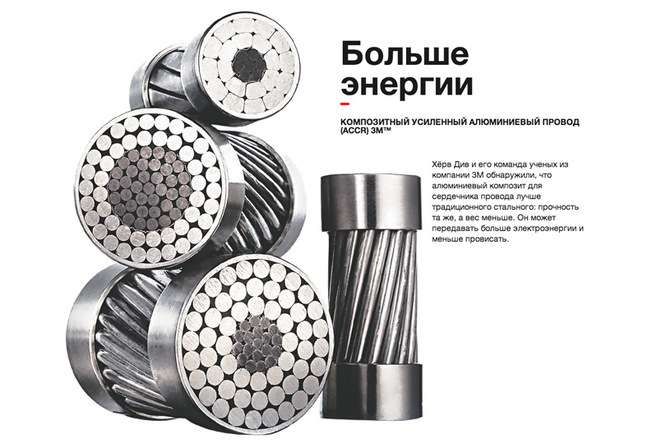 Больше
энергии
КОМПОЗИТНЫЙ УСИЛЕННЫЙ АЛЮМИНИЕВЫЙ ПРОВОД
(ACCR) 3M™
Хёрв Див и его команда ученых из
компании 3М обнаружили, что
алюминиевый композит для
сердечника провода лучше
традиционного стального: прочность
та же, а вес меньше. Он может
передавать больше электроэнергии и
меньше провисать.